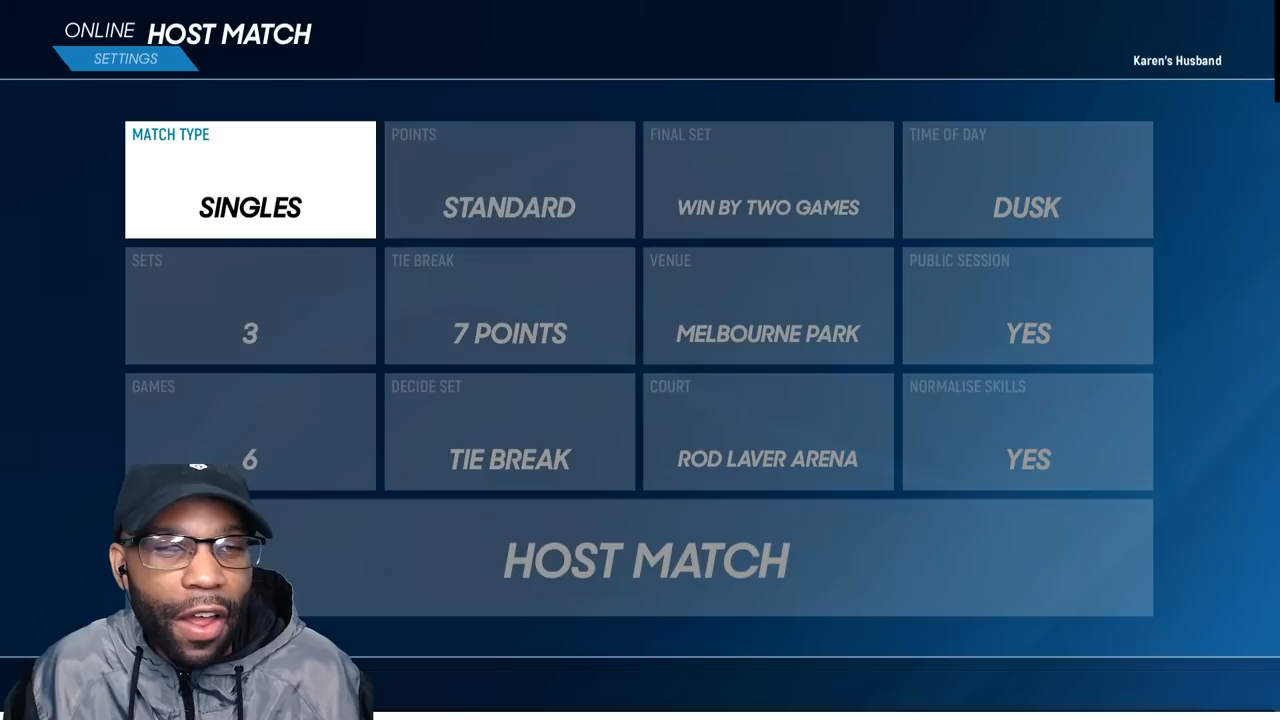 ONLINE HOST MATCH
SETTINGS
Karen's Husband
MATCH TYPE
SINGLES
POINTS
STANDARD
FINAL SET
WIN BY TWO GAMES
TIME OF DAY
DUSK
SETS
3
TIE BREAK
7 POINTS
VENUE
MELBOURNE PARK
PUBLIC SESSION
YES
GAMES
6
DECIDE SET
TIE BREAK
COURT
ROD LAVER ARENA
NORMALISE SKILLS
YES
HOST MATCH